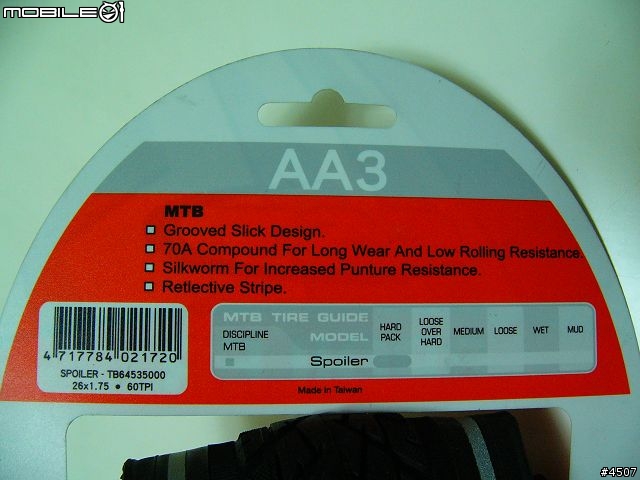 MOBILE01
AA3
MTB
Grooved Slick Design.
70A Compound For Long Wear And Low Rolling Resistance.
Silkworm For Increased Punture Resistance.
Retlective Stripe.
4 717784 021720
SPOILER - TB64535000
26x1.75 • 60TPI
MTB TIRE GUIDE
DISCIPLINE MODEL HARD PACK LOOSE OVER HARD MEDIUM LOOSE WET MUD
MTB
Spoiler
Made in Taiwan
#4507